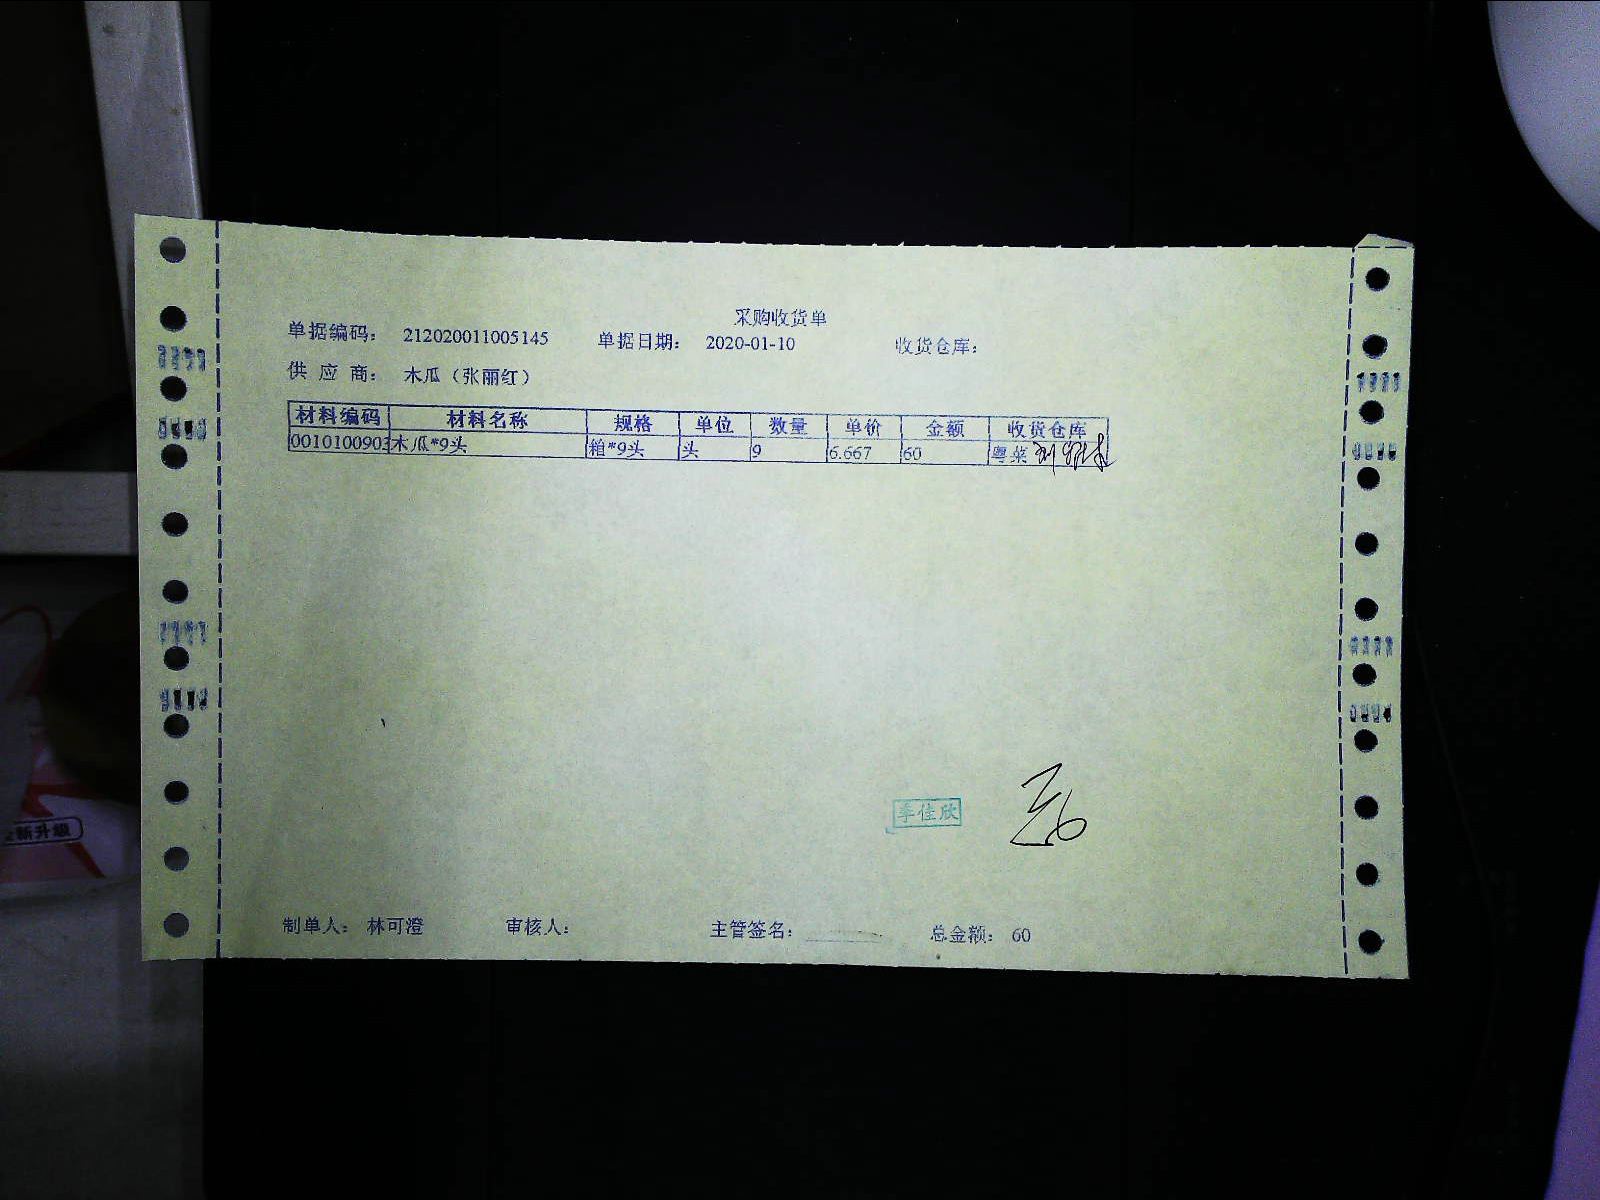 采购收货单
单据编码： 212020011005145 单据日期： 2020-01-10 收货仓库：
供 应 商： 木瓜（张丽红）
材料编码 材料名称 规格 单位 数量 单价 金额 收货仓库
0010100903 木瓜*9头 箱*9头 头 9 6.667 60 粤菜
李佳欣
新升级
制单人： 林可澄 审核人： 主管签名： 总金额： 60